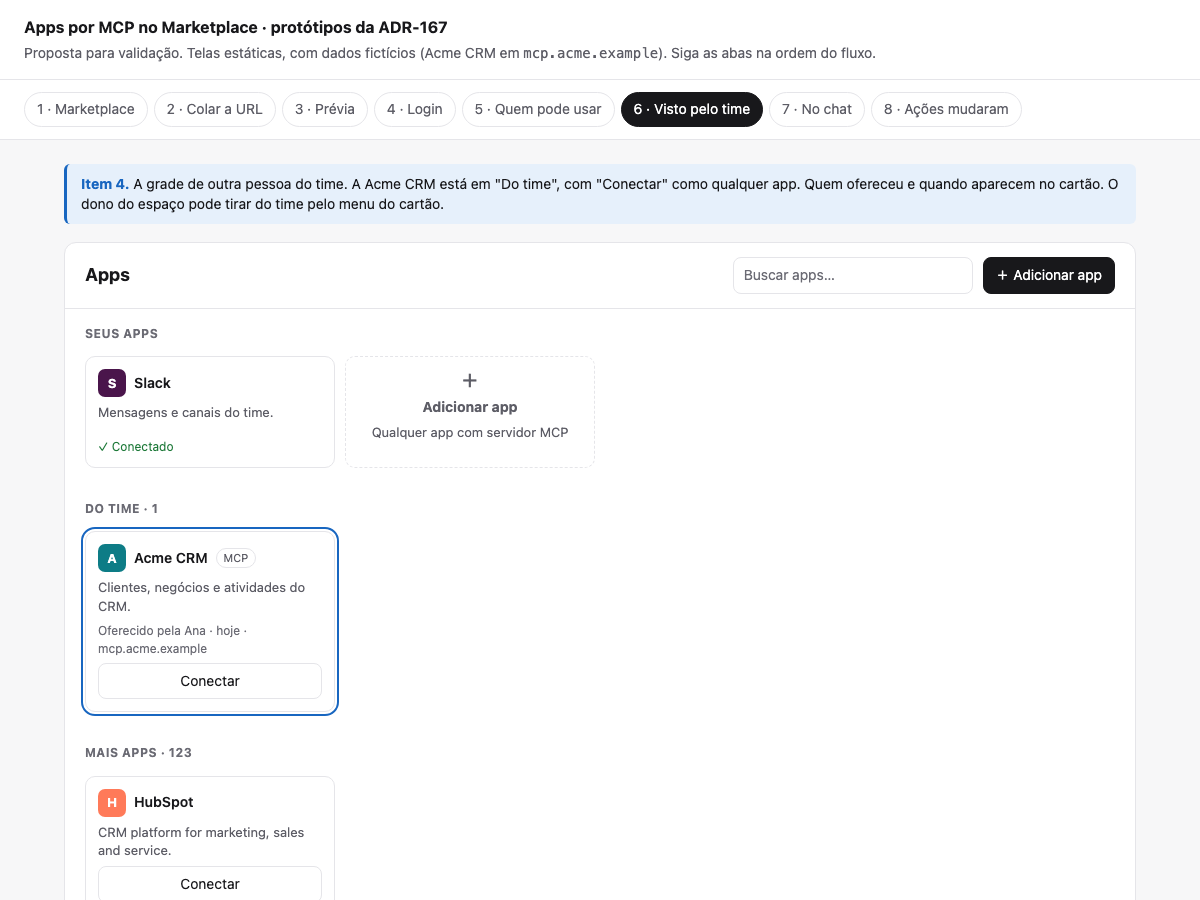 Apps por MCP no Marketplace · protótipos da ADR-167
Proposta para validação. Telas estáticas, com dados fictícios (Acme CRM em mcp.acme.example). Siga as abas na ordem do fluxo.
1 · Marketplace
2 · Colar a URL
3 · Prévia
4 · Login
5 · Quem pode usar
6 · Visto pelo time
7 · No chat
8 · Ações mudaram
Item 4. A grade de outra pessoa do time. A Acme CRM está em "Do time", com "Conectar" como qualquer app. Quem ofereceu e quando aparecem no cartão. O
dono do espaço pode tirar do time pelo menu do cartão.
Apps
Buscar apps...
+ Adicionar app
SEUS APPS
S
Slack
Mensagens e canais do time.
✓ Conectado
+
Adicionar app
Qualquer app com servidor MCP
DO TIME · 1
A
Acme CRM
MCP
Clientes, negócios e atividades do
CRM.
Oferecido pela Ana · hoje ·
mcp.acme.example
Conectar
MAIS APPS · 123
H
HubSpot
CRM platform for marketing, sales
and service.
Conectar